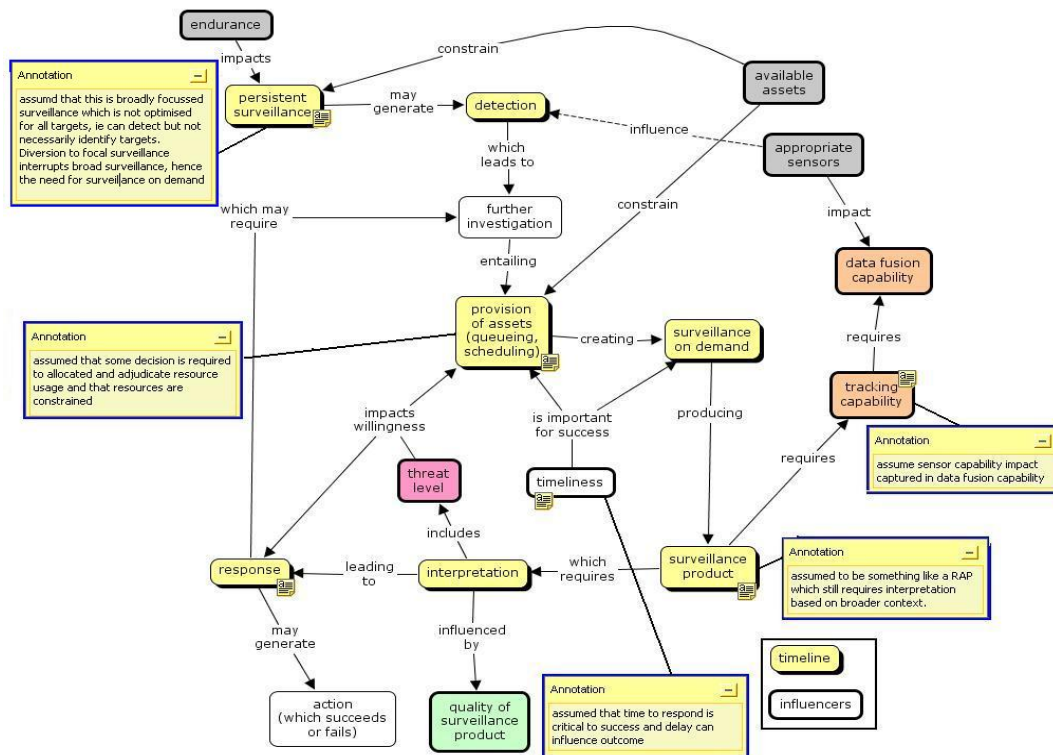 endurance
impacts
constrain
Annotation
assumd that this is broadly focussed
surveillance which is not optimised
for all targets, ie can detect but not
necessarily identify targets.
Diversion to focal surveillance
interrupts broad surveillance, hence
the need for surveillance on demand
persistent
surveillance
may
generate
detection
available
assets
influence
appropriate
sensors
which
leads to
which may
require
further
investigation
constrain
impact
entailing
data fusion
capability
provision
of assets
(queueing,
scheduling)
creating
surveillance
on demand
requires
Annotation
assumed that some decision is required
to allocated and adjudicate resource
usage and that resources are
constrained
tracking
capability
impacts
willingness
is important
for success
producing
Annotation
assume sensor capability impact
captured in data fusion capability
requires
threat
level
timeliness
includes
response
leading
to
interpretation
which
requires
surveillance
product
Annotation
assumed to be something like a RAP
which still requires interpretation
based on broader context.
may
generate
influenced
by
timeline
influencers
action
(which succeeds
or fails)
quality of
surveillance
product
Annotation
assumed that time to respond is
critical to success and delay can
influence outcome